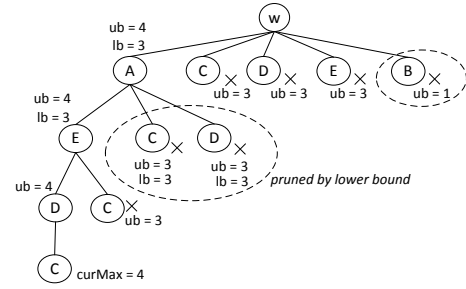 w
ub = 4
lb = 3
A C D E B
ub = 3 ub = 3 ub = 3 ub = 1
ub = 4
lb = 3
E C D
ub = 3 ub = 3
lb = 3 lb = 3
pruned by lower bound
ub = 4 D C ub = 3
C curMax = 4